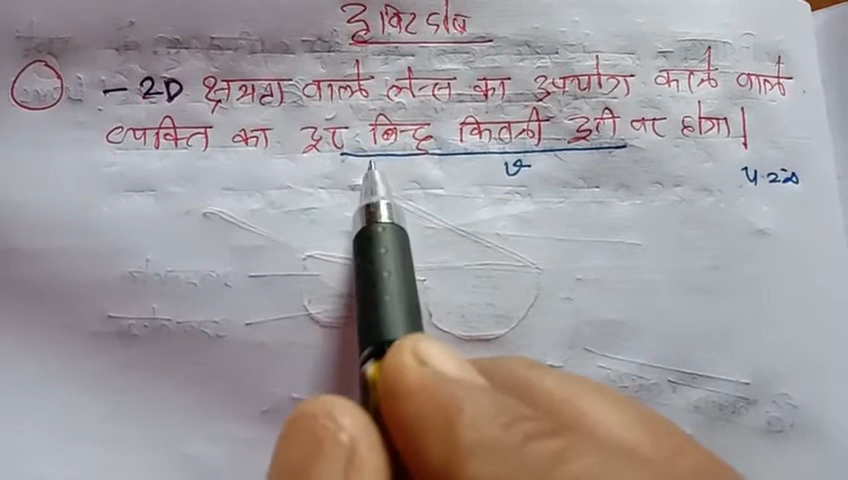 दृष्टि दोष
- 2D क्षमता वाले लेन्स का उपयोग करने वाले
व्यक्ति का दूर बिन्दु कितनी दूरी पर होगा|
v